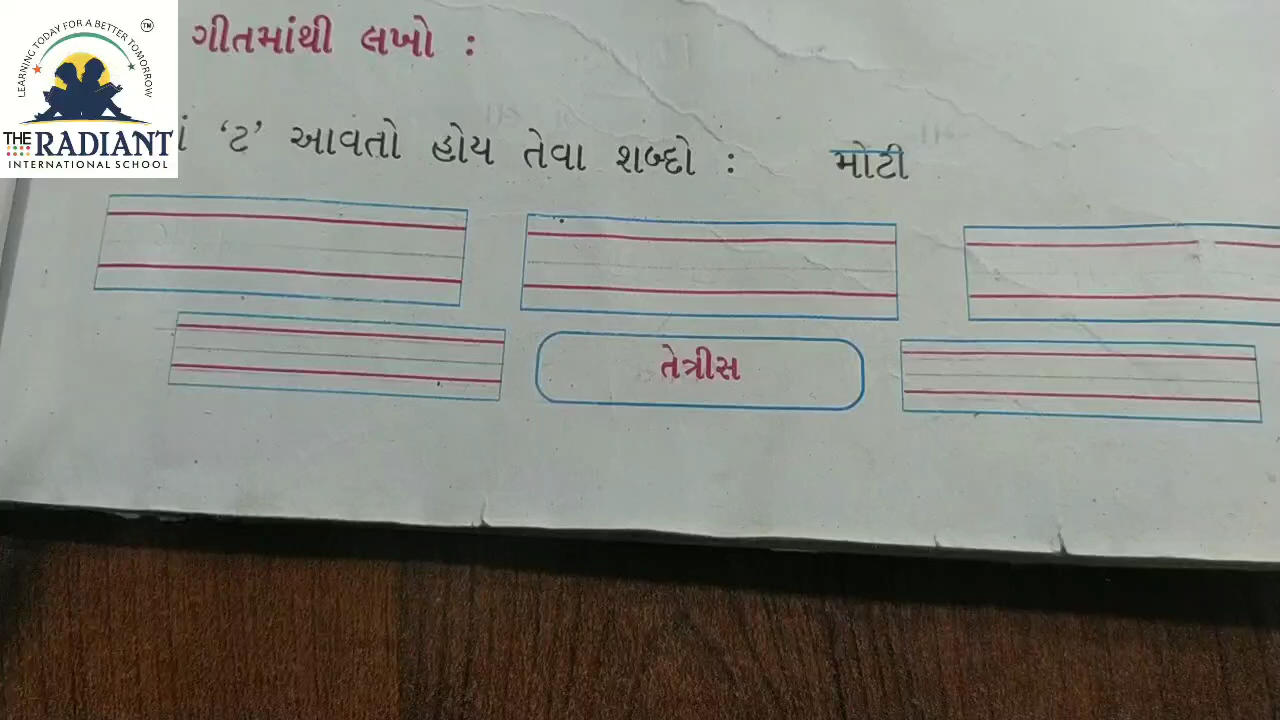 LEARNING TODAY FOR A BETTER TOMORROW
TM
THE RADIANT
INTERNATIONAL SCHOOL
ગીતમાંથી લખો :
‘ટ’ આવતો હોય તેવા શબ્દો : મોટી
તેત્રીસ